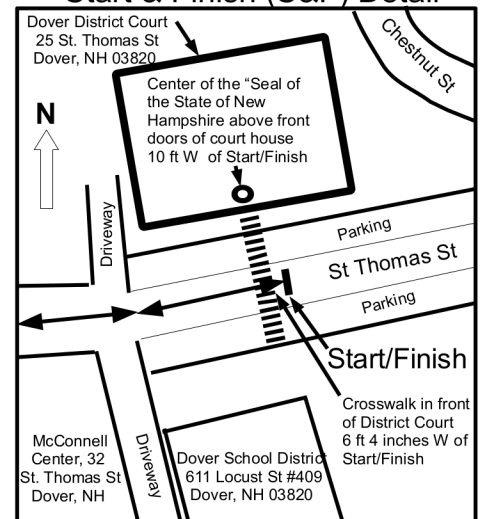 Start & Finish (S&F) Detail
Dover District Court
25 St. Thomas St
Dover, NH 03820
Chestnut St
Center of the “Seal of
the State of New
Hampshire above front
doors of court house
10 ft W of Start/Finish
N
Driveway
Parking
St Thomas St
Parking
Start/Finish
Crosswalk in front
of District Court
6 ft 4 inches W of
Start/Finish
McConnell
Center, 32
St. Thomas St
Dover, NH
Driveway
Dover School District
611 Locust St #409
Dover, NH 03820